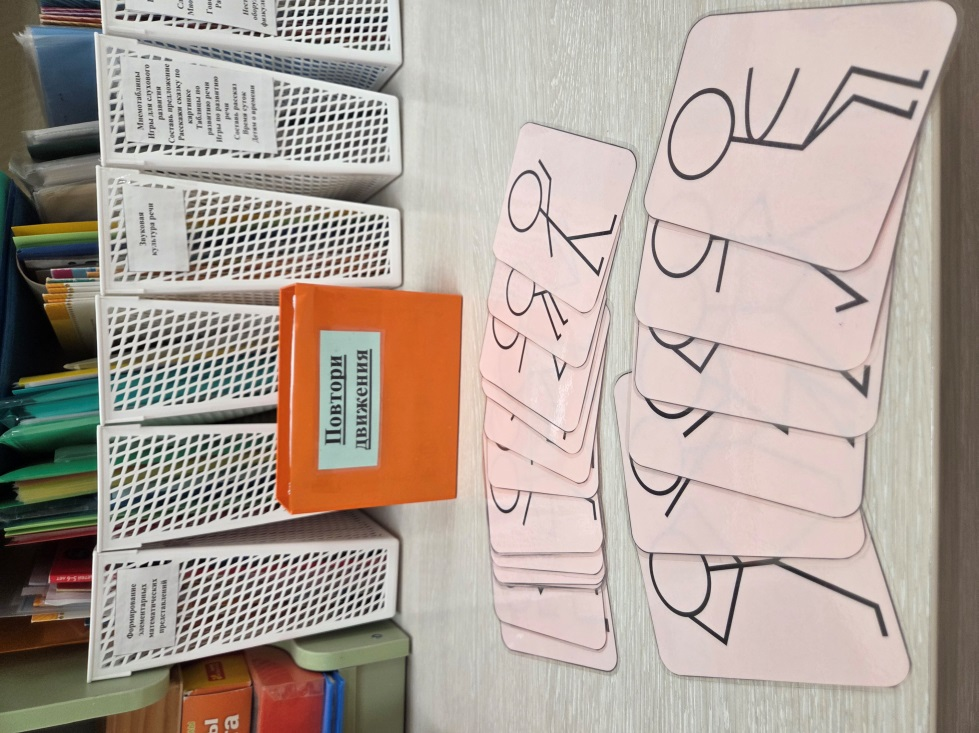 Мнемотаблицы
Игры для слухового
развития
Составь предложение
Расскажи сказку по
картинке
Таблицы по
развитию речи
Игры по развитию
речи
Составь рассказ
Время суток
Детям о времени
Звуковая
культура речи
Повтори
движения
Формирование
элементарных
математических
представлений